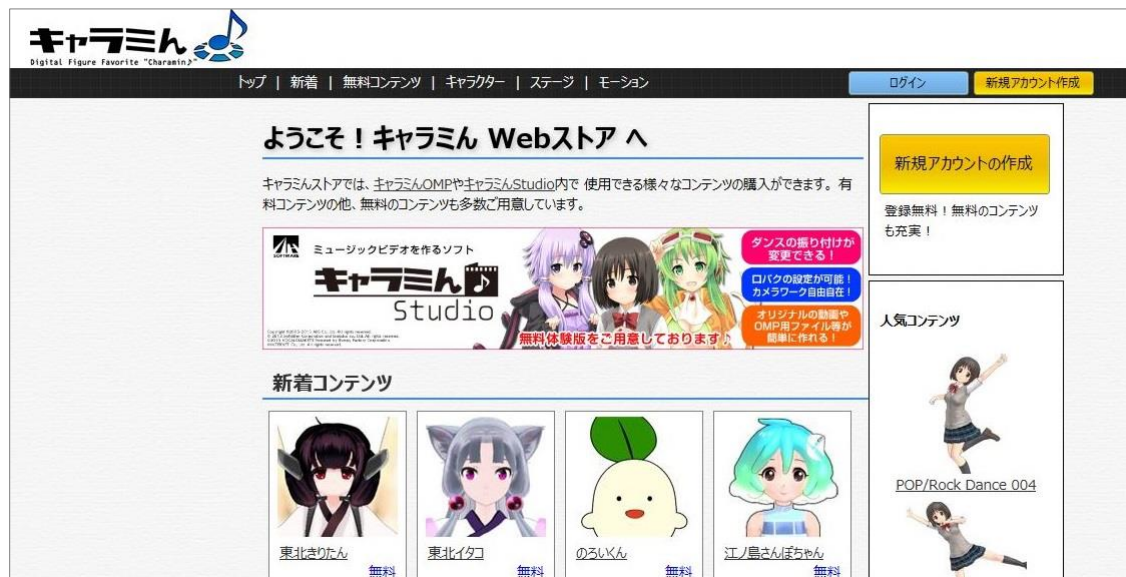 キャラミん
Digital Figure Favorite "Charamin♪"
トップ | 新着 | 無料コンテンツ | キャラクター | ステージ | モーション
ログイン
新規アカウント作成
ようこそ！キャラミん Webストア へ
キャラミんストアでは、キャラミんOMPやキャラミんStudio内で 使用できる様々なコンテンツの購入ができます。有
料コンテンツの他、無料のコンテンツも多数ご用意しています。
ミュージックビデオを作るソフト
キャラミん
Studio
ダンスの振り付けが
変更できる！
口パクの設定が可能！
カメラワーク自由自在！
オリジナルの動画や
OMP用ファイル等が
簡単に作れる！
無料体験版をご用意しております♪
新着コンテンツ
東北きりたん
無料
東北イタコ
無料
のろいくん
無料
江ノ島さんぽちゃん
無料
新規アカウントの作成
登録無料！無料のコンテンツ
も充実！
人気コンテンツ
POP/Rock Dance 004